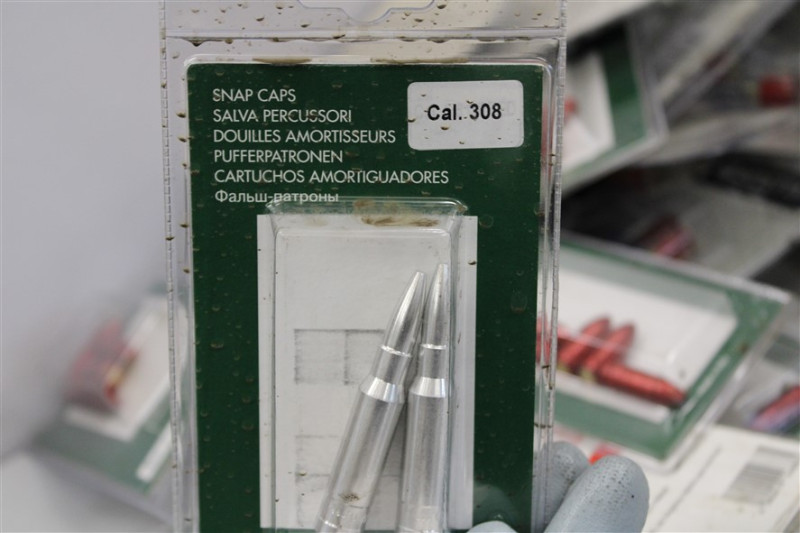 SNAP CAPS
SALVA PERCUSSORI
DOUILLES AMORTISSEURS
PUFFERPATRONEN
CARTUCHOS AMORTIGUADORES
Фальш-патроны
Cal. 308